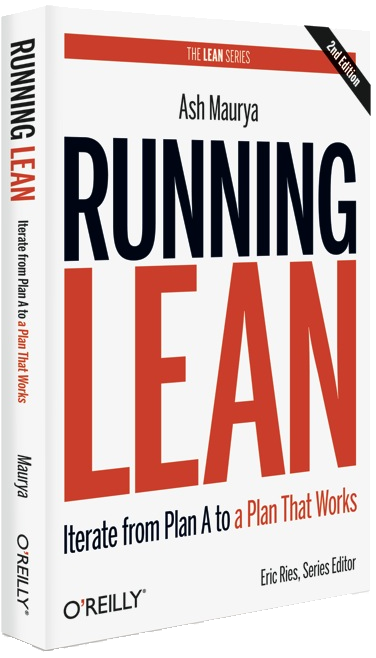 THE LEAN SERIES
2nd Edition
Ash Maurya
RUNNING
LEAN
Iterate from Plan A to a Plan That Works
Eric Ries, Series Editor
O'REILLY®
RUNNING LEAN
Iterate from Plan A to a Plan That Works
Maurya
O'REILLY®